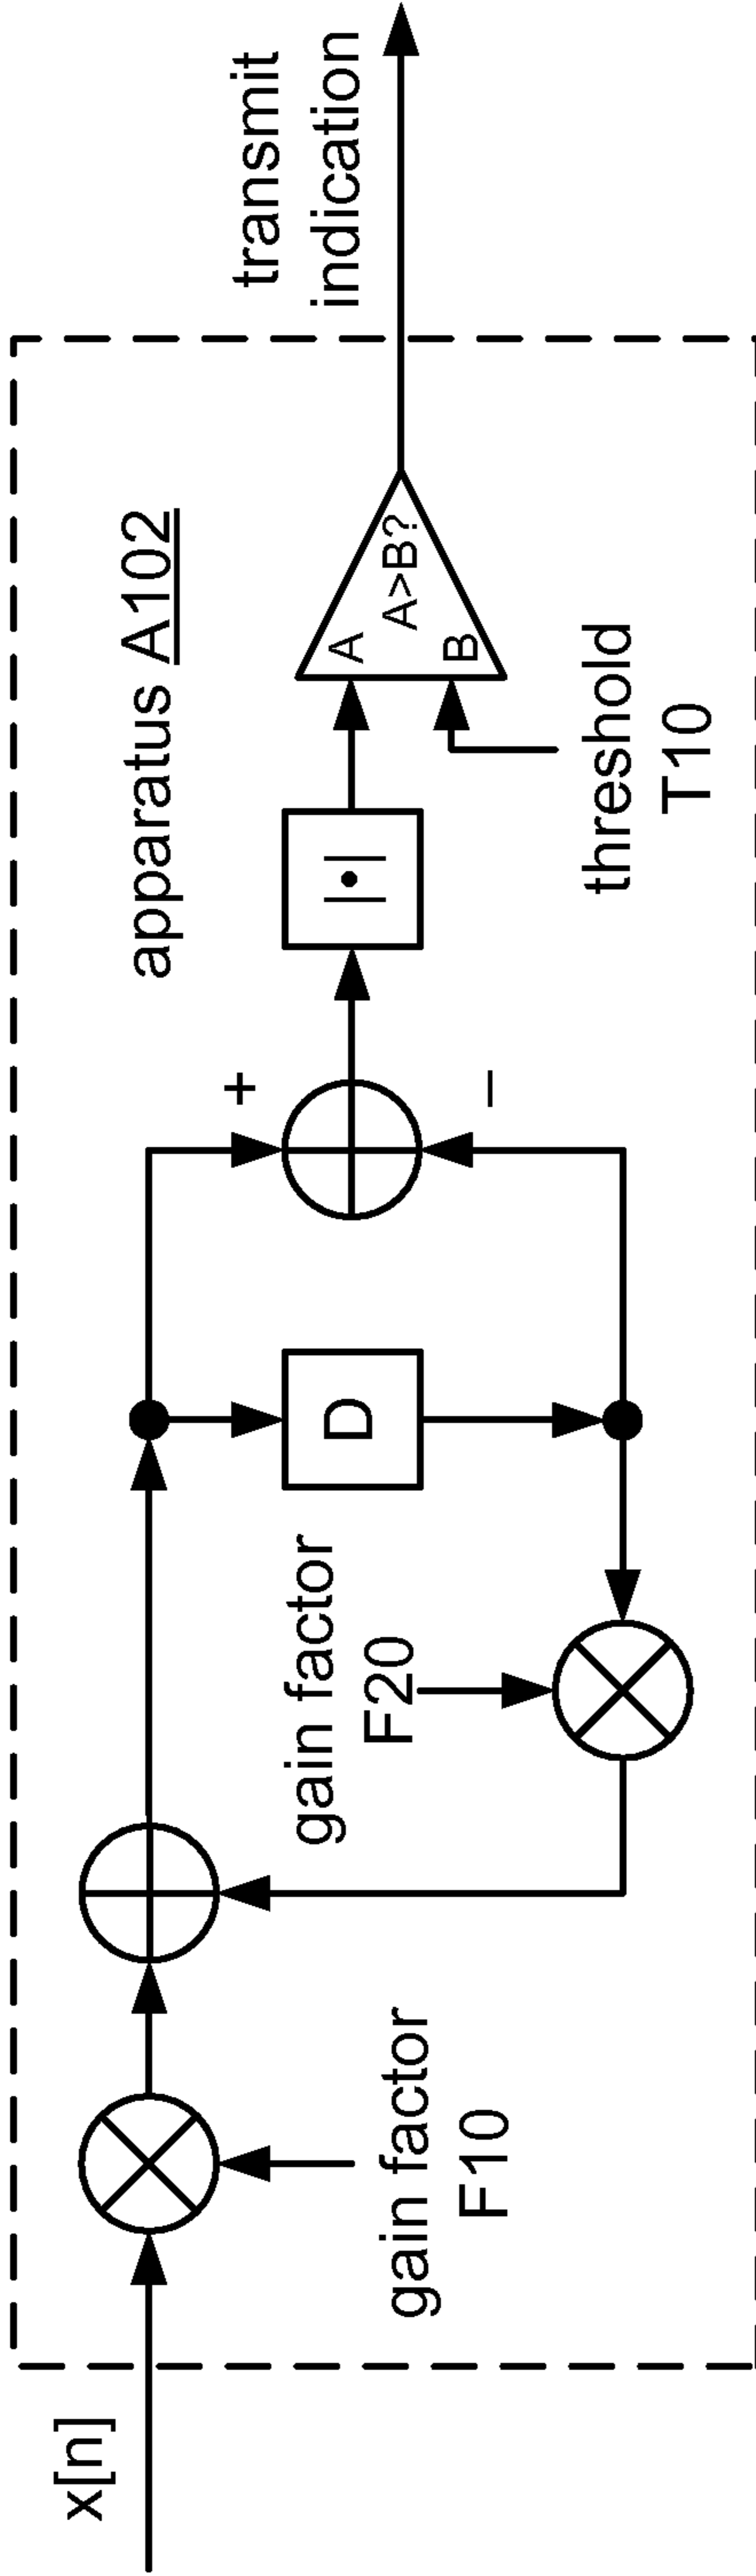 x[n]
gain factor
F10
gain factor
F20
D
+
–
|•|
apparatus A102
A
A>B?
B
threshold
T10
transmit
indication